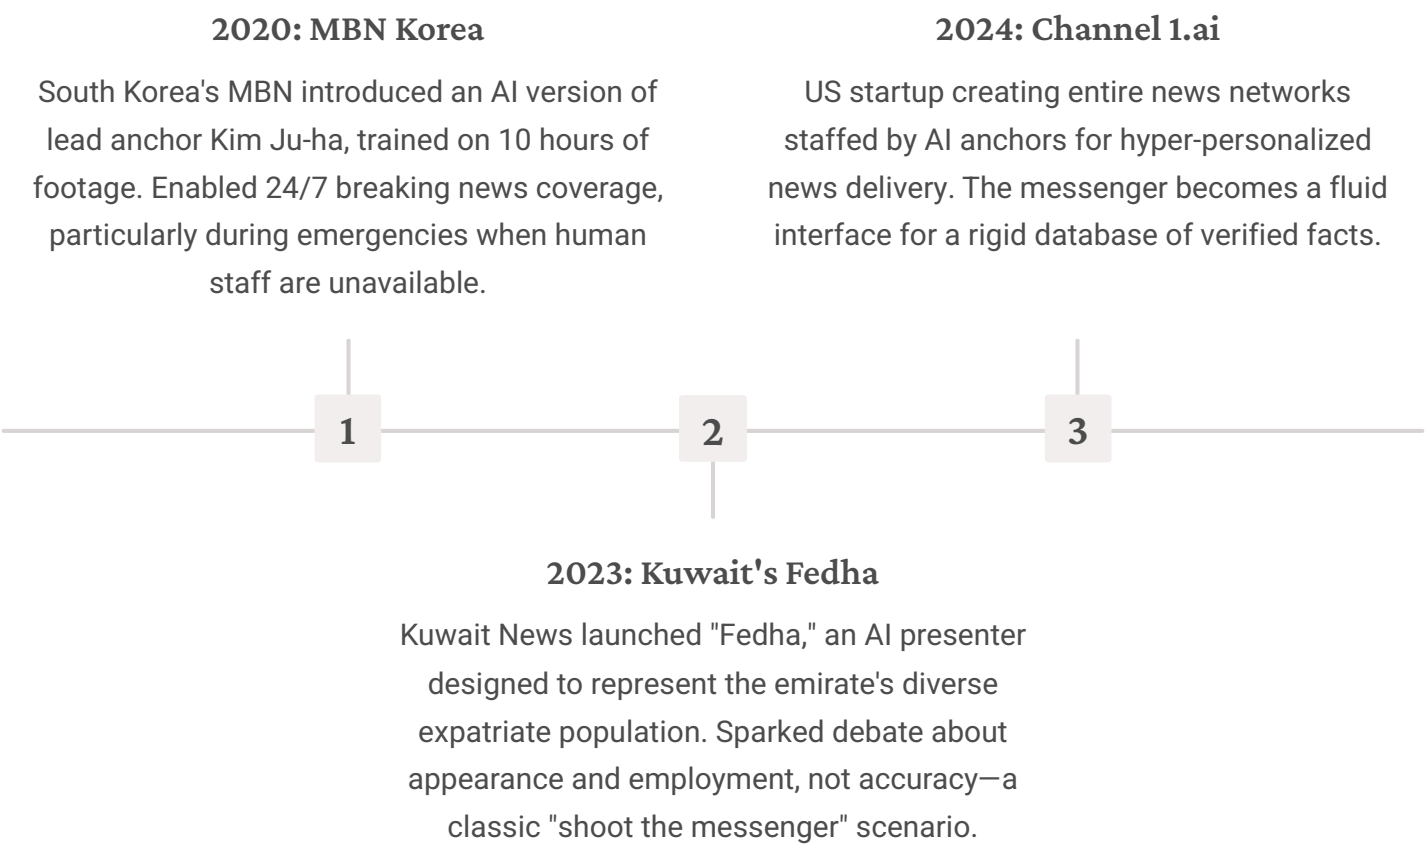 2020: MBN Korea
South Korea's MBN introduced an AI version of
lead anchor Kim Ju-ha, trained on 10 hours of
footage. Enabled 24/7 breaking news coverage,
particularly during emergencies when human
staff are unavailable.
2024: Channel 1.ai
US startup creating entire news networks
staffed by AI anchors for hyper-personalized
news delivery. The messenger becomes a fluid
interface for a rigid database of verified facts.
1
2
3
2023: Kuwait's Fedha
Kuwait News launched "Fedha," an AI presenter
designed to represent the emirate's diverse
expatriate population. Sparked debate about
appearance and employment, not accuracy—a
classic "shoot the messenger" scenario.